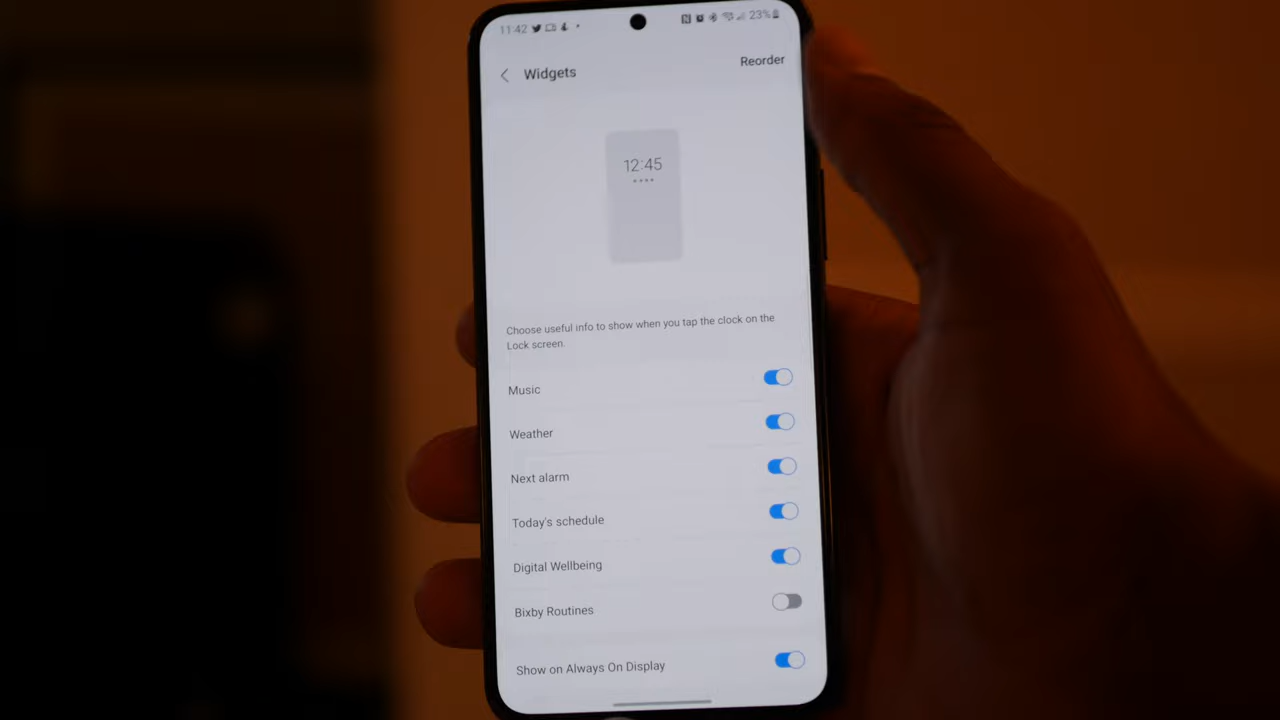 11:42 23%
Widgets
Reorder
12:45
Choose useful info to show when you tap the clock on the
Lock screen.
Music
Weather
Next alarm
Today's schedule
Digital Wellbeing
Bixby Routines
Show on Always On Display